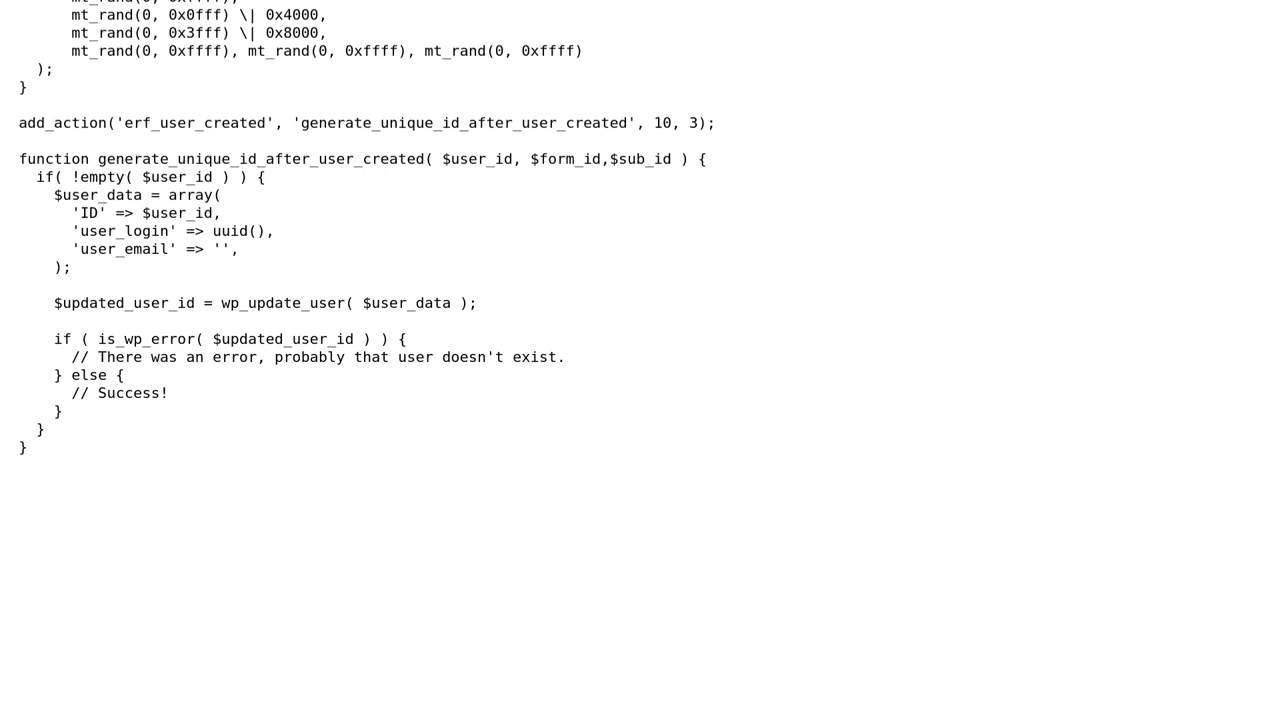 mt_rand(0, 0x0fff) \| 0x4000,
mt_rand(0, 0x3fff) \| 0x8000,
mt_rand(0, 0xffff), mt_rand(0, 0xffff), mt_rand(0, 0xffff)
);
}
add_action('erf_user_created', 'generate_unique_id_after_user_created', 10, 3);
function generate_unique_id_after_user_created( $user_id, $form_id,$sub_id ) {
if( !empty( $user_id ) ) {
$user_data = array(
'ID' => $user_id,
'user_login' => uuid(),
'user_email' => '',
);
$updated_user_id = wp_update_user( $user_data );
if ( is_wp_error( $updated_user_id ) ) {
// There was an error, probably that user doesn't exist.
} else {
// Success!
}
}
}